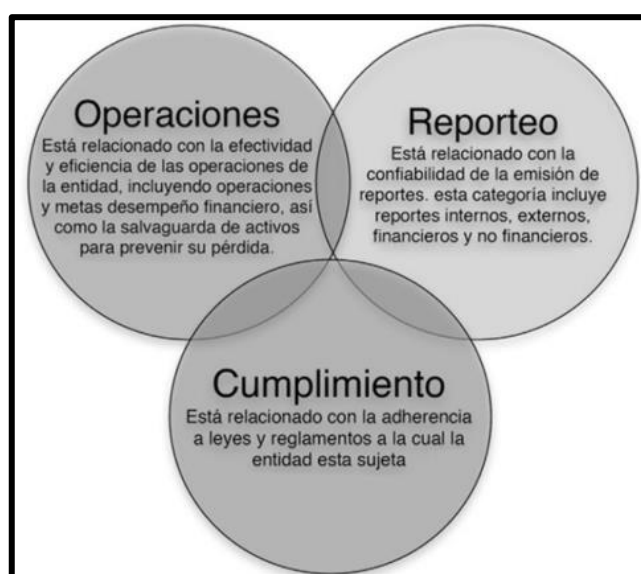 Operaciones
Está relacionado con la efectividad
y eficiencia de las operaciones de
la entidad, incluyendo operaciones
y metas desempeño financiero, así
como la salvaguarda de activos
para prevenir su pérdida.
Reporteo
Está relacionado con la
confiabilidad de la emisión de
reportes. esta categoría incluye
reportes internos, externos,
financieros y no financieros.
Cumplimiento
Está relacionado con la adherencia
a leyes y reglamentos a la cual la
entidad esta sujeta